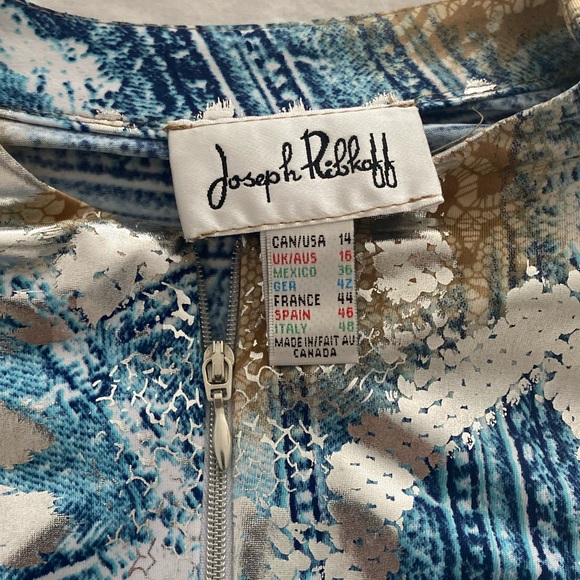 Joseph Ribkoff
CAN/USA 14
UK/AUS 16
MEXICO 36
GER 42
FRANCE 44
SPAIN 46
ITALY 48
MADE IN/FAIT AU
CANADA